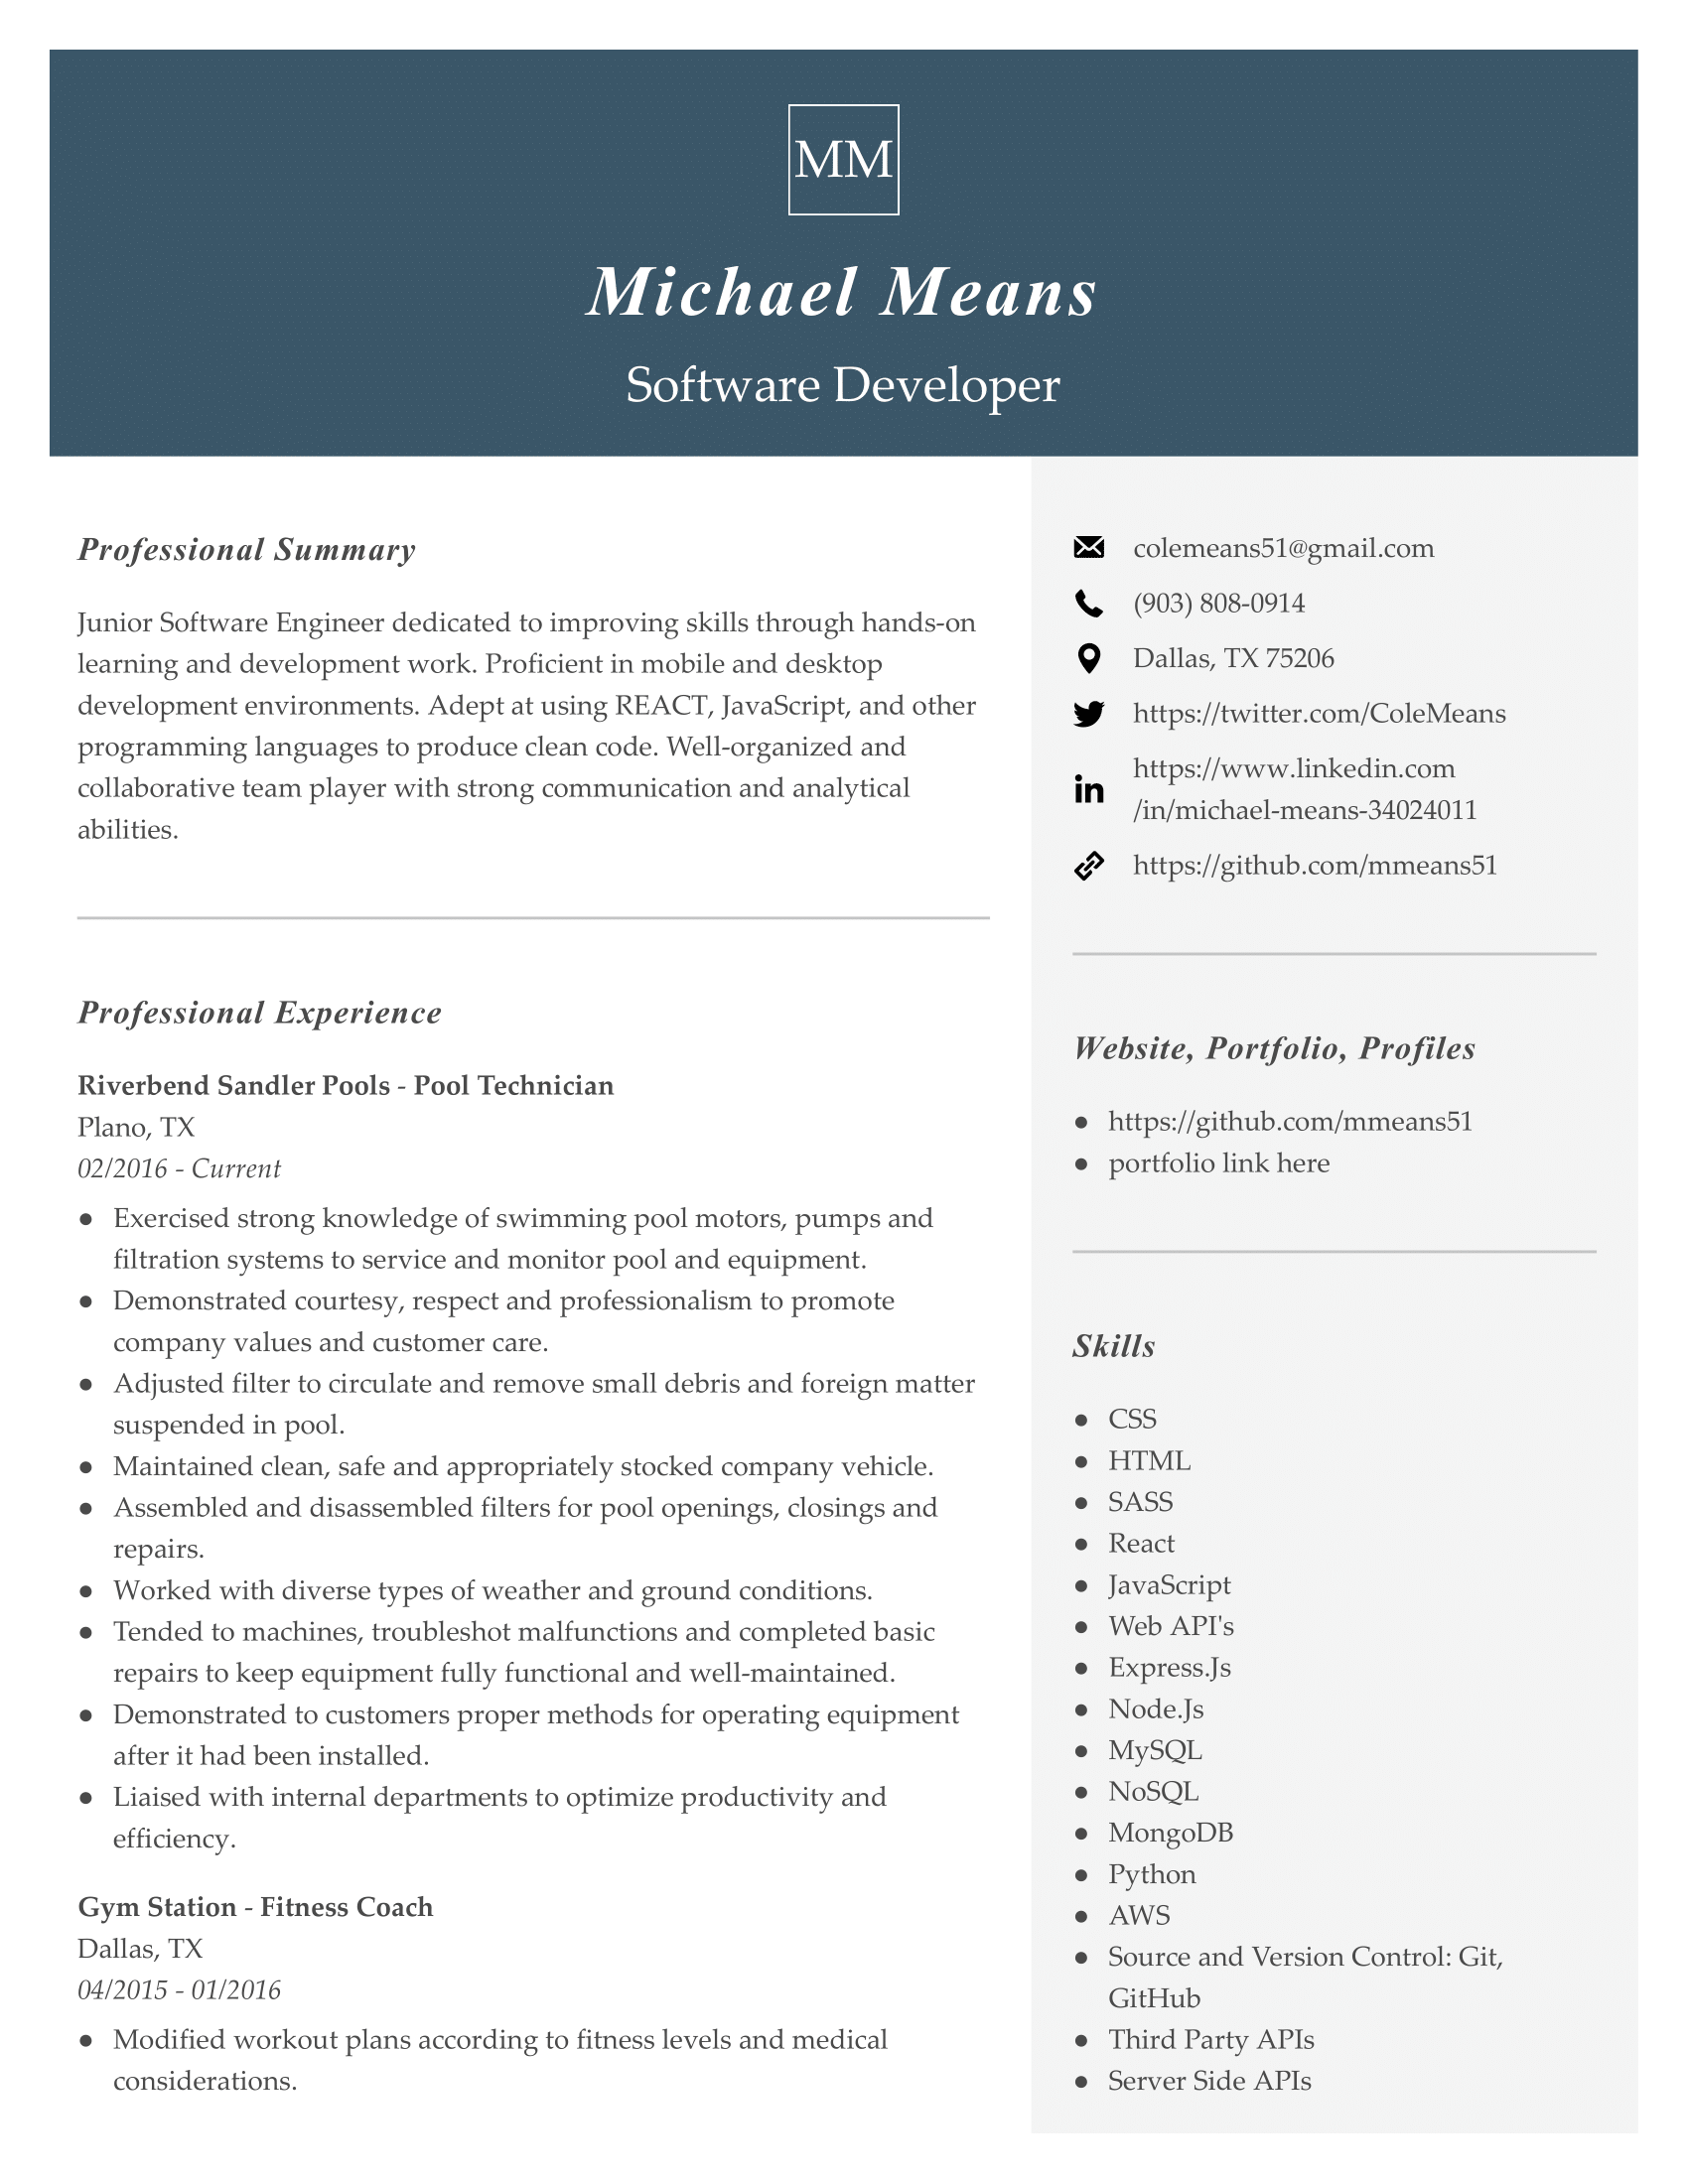 MM
Michael Means
Software Developer
Professional Summary
Junior Software Engineer dedicated to improving skills through hands-on
learning and development work. Proficient in mobile and desktop
development environments. Adept at using REACT, JavaScript, and other
programming languages to produce clean code. Well-organized and
collaborative team player with strong communication and analytical
abilities.
Professional Experience
Riverbend Sandler Pools - Pool Technician
Plano, TX
02/2016 - Current
● Exercised strong knowledge of swimming pool motors, pumps and
filtration systems to service and monitor pool and equipment.
● Demonstrated courtesy, respect and professionalism to promote
company values and customer care.
● Adjusted filter to circulate and remove small debris and foreign matter
suspended in pool.
● Maintained clean, safe and appropriately stocked company vehicle.
● Assembled and disassembled filters for pool openings, closings and
repairs.
● Worked with diverse types of weather and ground conditions.
● Tended to machines, troubleshot malfunctions and completed basic
repairs to keep equipment fully functional and well-maintained.
● Demonstrated to customers proper methods for operating equipment
after it had been installed.
● Liaised with internal departments to optimize productivity and
efficiency.
Gym Station - Fitness Coach
Dallas, TX
04/2015 - 01/2016
● Modified workout plans according to fitness levels and medical
considerations.
colemeans51@gmail.com
(903) 808-0914
Dallas, TX 75206
https://twitter.com/ColeMeans
https://www.linkedin.com
/in/michael-means-34024011
https://github.com/mmeans51
Website, Portfolio, Profiles
● https://github.com/mmeans51
● portfolio link here
Skills
● CSS
● HTML
● SASS
● React
● JavaScript
● Web API's
● Express.Js
● Node.Js
● MySQL
● NoSQL
● MongoDB
● Python
● AWS
● Source and Version Control: Git,
GitHub
● Third Party APIs
● Server Side APIs